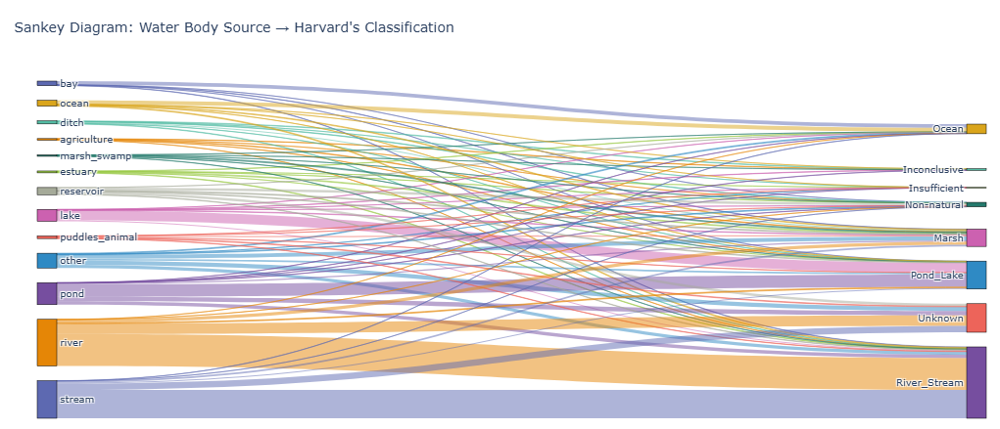 Sankey Diagram: Water Body Source → Harvard's Classification
bay
ocean
ditch
agriculture
marsh_swamp
estuary
reservoir
lake
puddles_animal
other
pond
river
stream
Ocean
Inconclusive
Insufficient
Non-natural
Marsh
Pond_Lake
Unknown
River_Stream